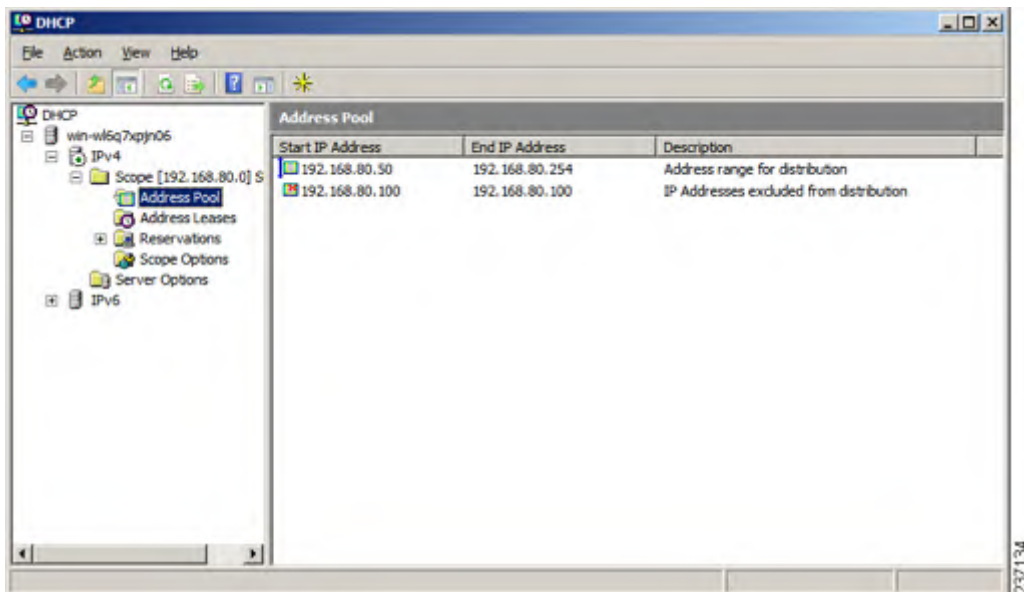 DHCP
File Action View Help
DHCP
win-wl6q7xpjn06
IPv4
Scope [192.168.80.0] S
Address Pool
Address Leases
Reservations
Scope Options
Server Options
IPv6
Address Pool
Start IP Address End IP Address Description
192.168.80.50 192.168.80.254 Address range for distribution
192.168.80.100 192.168.80.100 IP Addresses excluded from distribution
237134